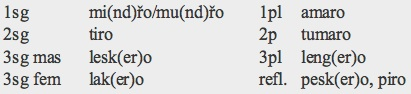 1sg mi(nd)řo/mu(nd)řo 1pl amaro
2sg tiro 2p tumaro
3sg mas lesk(er)o 3pl leng(er)o
3sg fem lak(er)o refl. pesk(er)o, piro